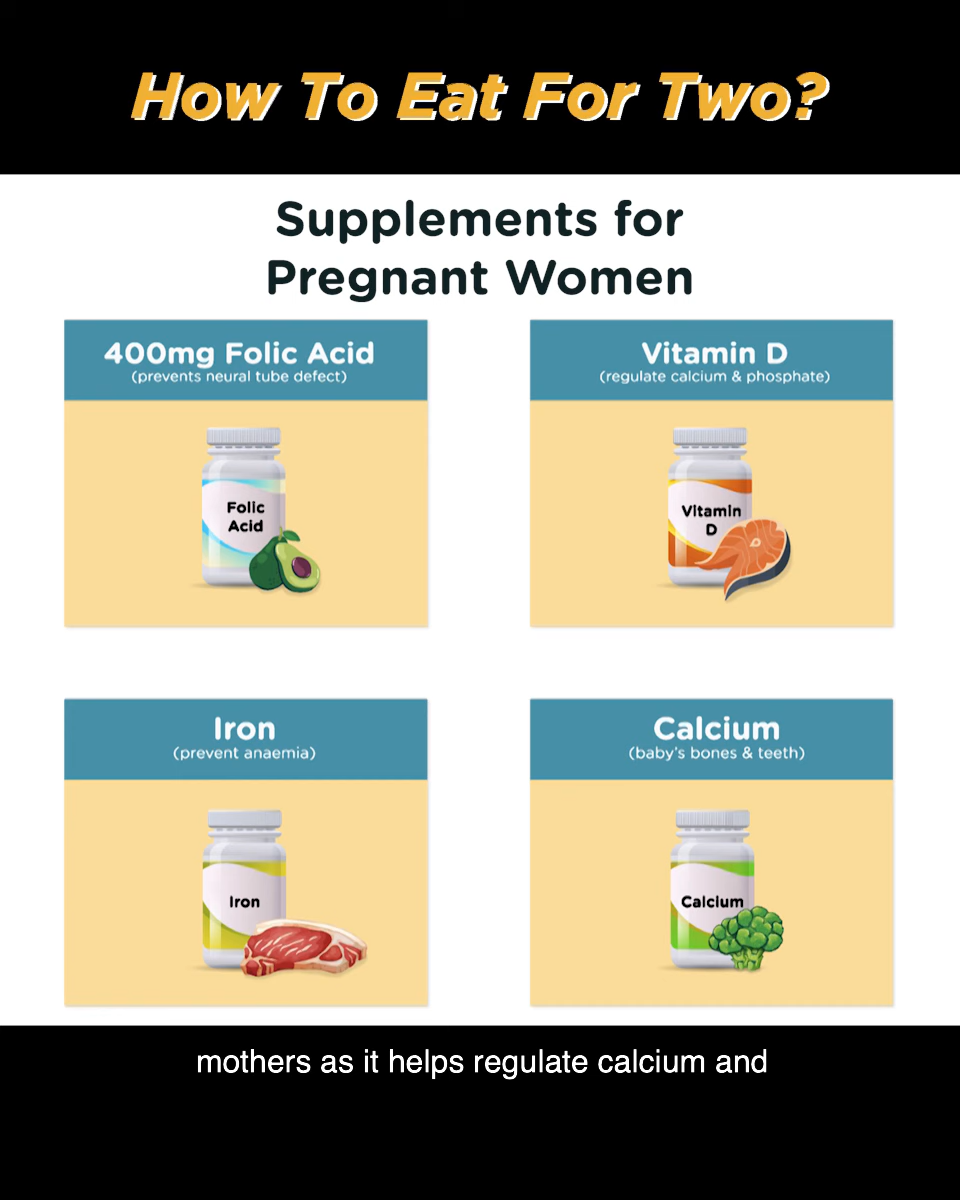 How To Eat For Two?
Supplements for
Pregnant Women
400mg Folic Acid
(prevents neural tube defect)
Folic
Acid
Vitamin D
(regulate calcium & phosphate)
Vitamin
D
Iron
(prevent anaemia)
Iron
Calcium
(baby's bones & teeth)
Calcium
mothers as it helps regulate calcium and